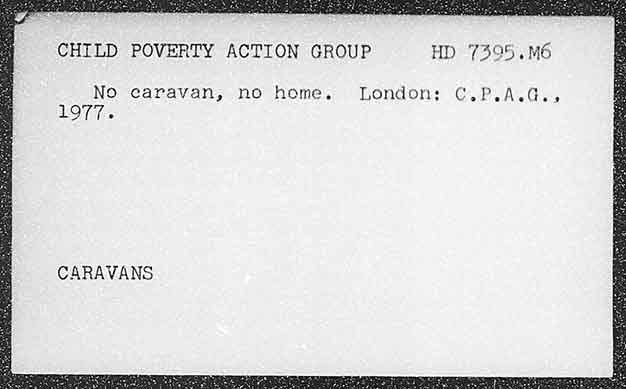 CHILD POVERTY ACTION GROUP HD 7395.M6
No caravan, no home. London: C.P.A.G.,
1977.
CARAVANS